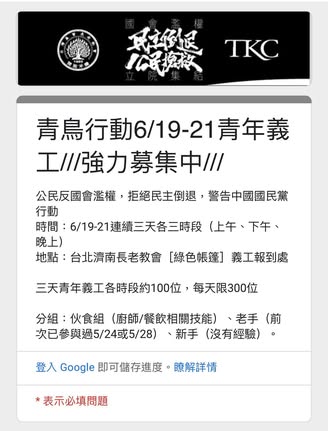 國會濫權
民主倒退
公民搶救
立院集結
TKC
青鳥行動6/19-21青年義
工///強力募集中///
公民反國會濫權，拒絕民主倒退，警告中國國民黨
行動
時間：6/19-21連續三天各三時段（上午、下午、
晚上）
地點：台北濟南長老教會［綠色帳篷］義工報到處
三天青年義工各時段約100位，每天限300位
分組：伙食組（廚師/餐飲相關技能）、老手（前
次已參與過5/24或5/28）、新手（沒有經驗）。
登入 Google 即可儲存進度。瞭解詳情
* 表示必填問題